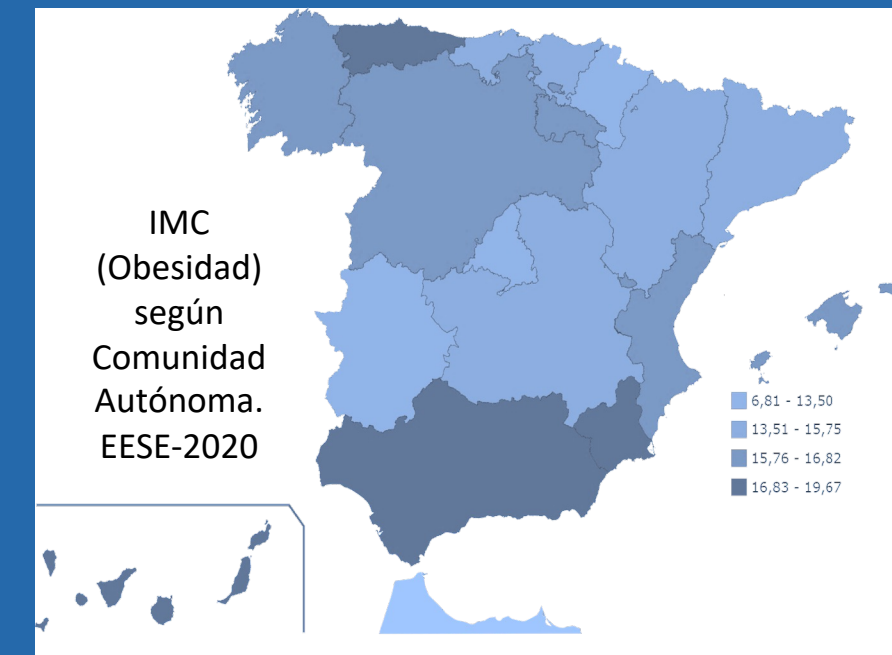 IMC
(Obesidad)
según
Comunidad
Autónoma.
EESE-2020
6,81 - 13,50
13,51 - 15,75
15,76 - 16,82
16,83 - 19,67